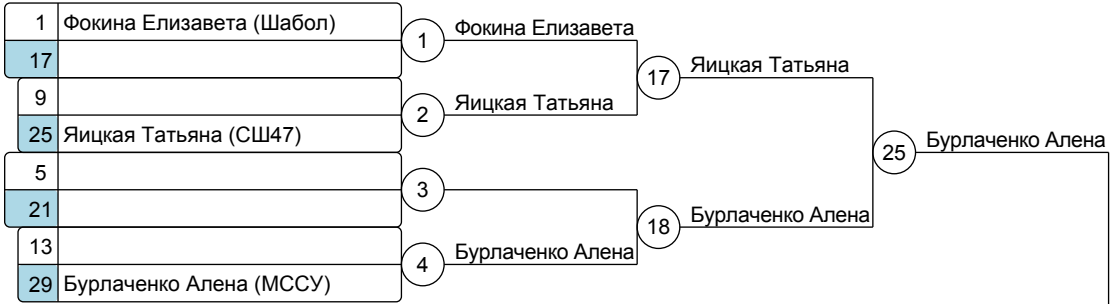 1 Фокина Елизавета (Шабол)
17
1
Фокина Елизавета
9
25 Яицкая Татьяна (СШ47)
2
Яицкая Татьяна
17
Яицкая Татьяна
5
21
3
13
29 Бурлаченко Алена (МССУ)
4
Бурлаченко Алена
18
Бурлаченко Алена
25
Бурлаченко Алена